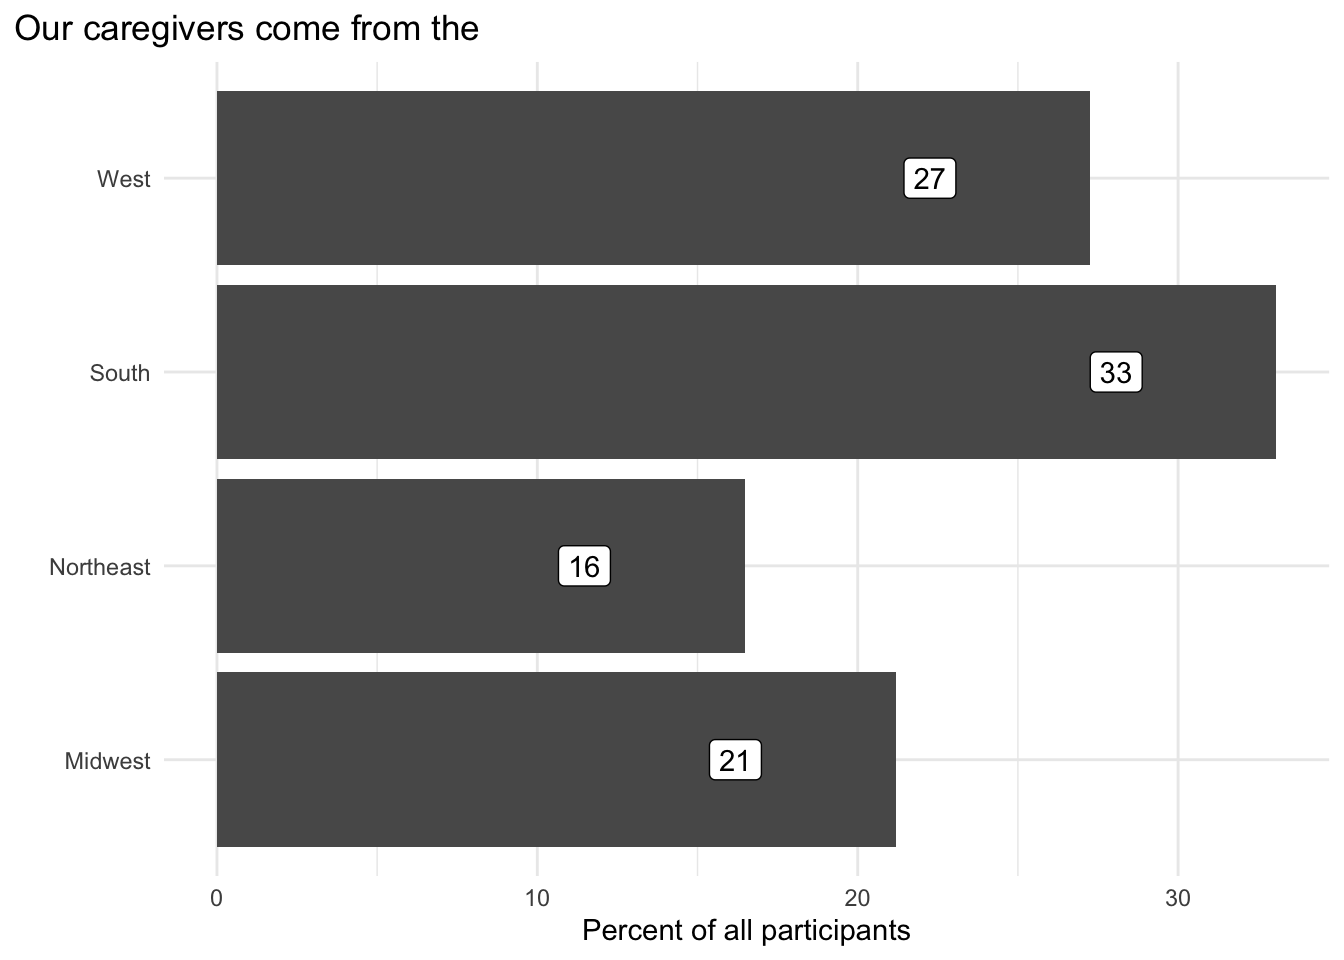 Our caregivers come from the
West
27
South
33
Northeast
16
Midwest
21
0 10 20 30
Percent of all participants